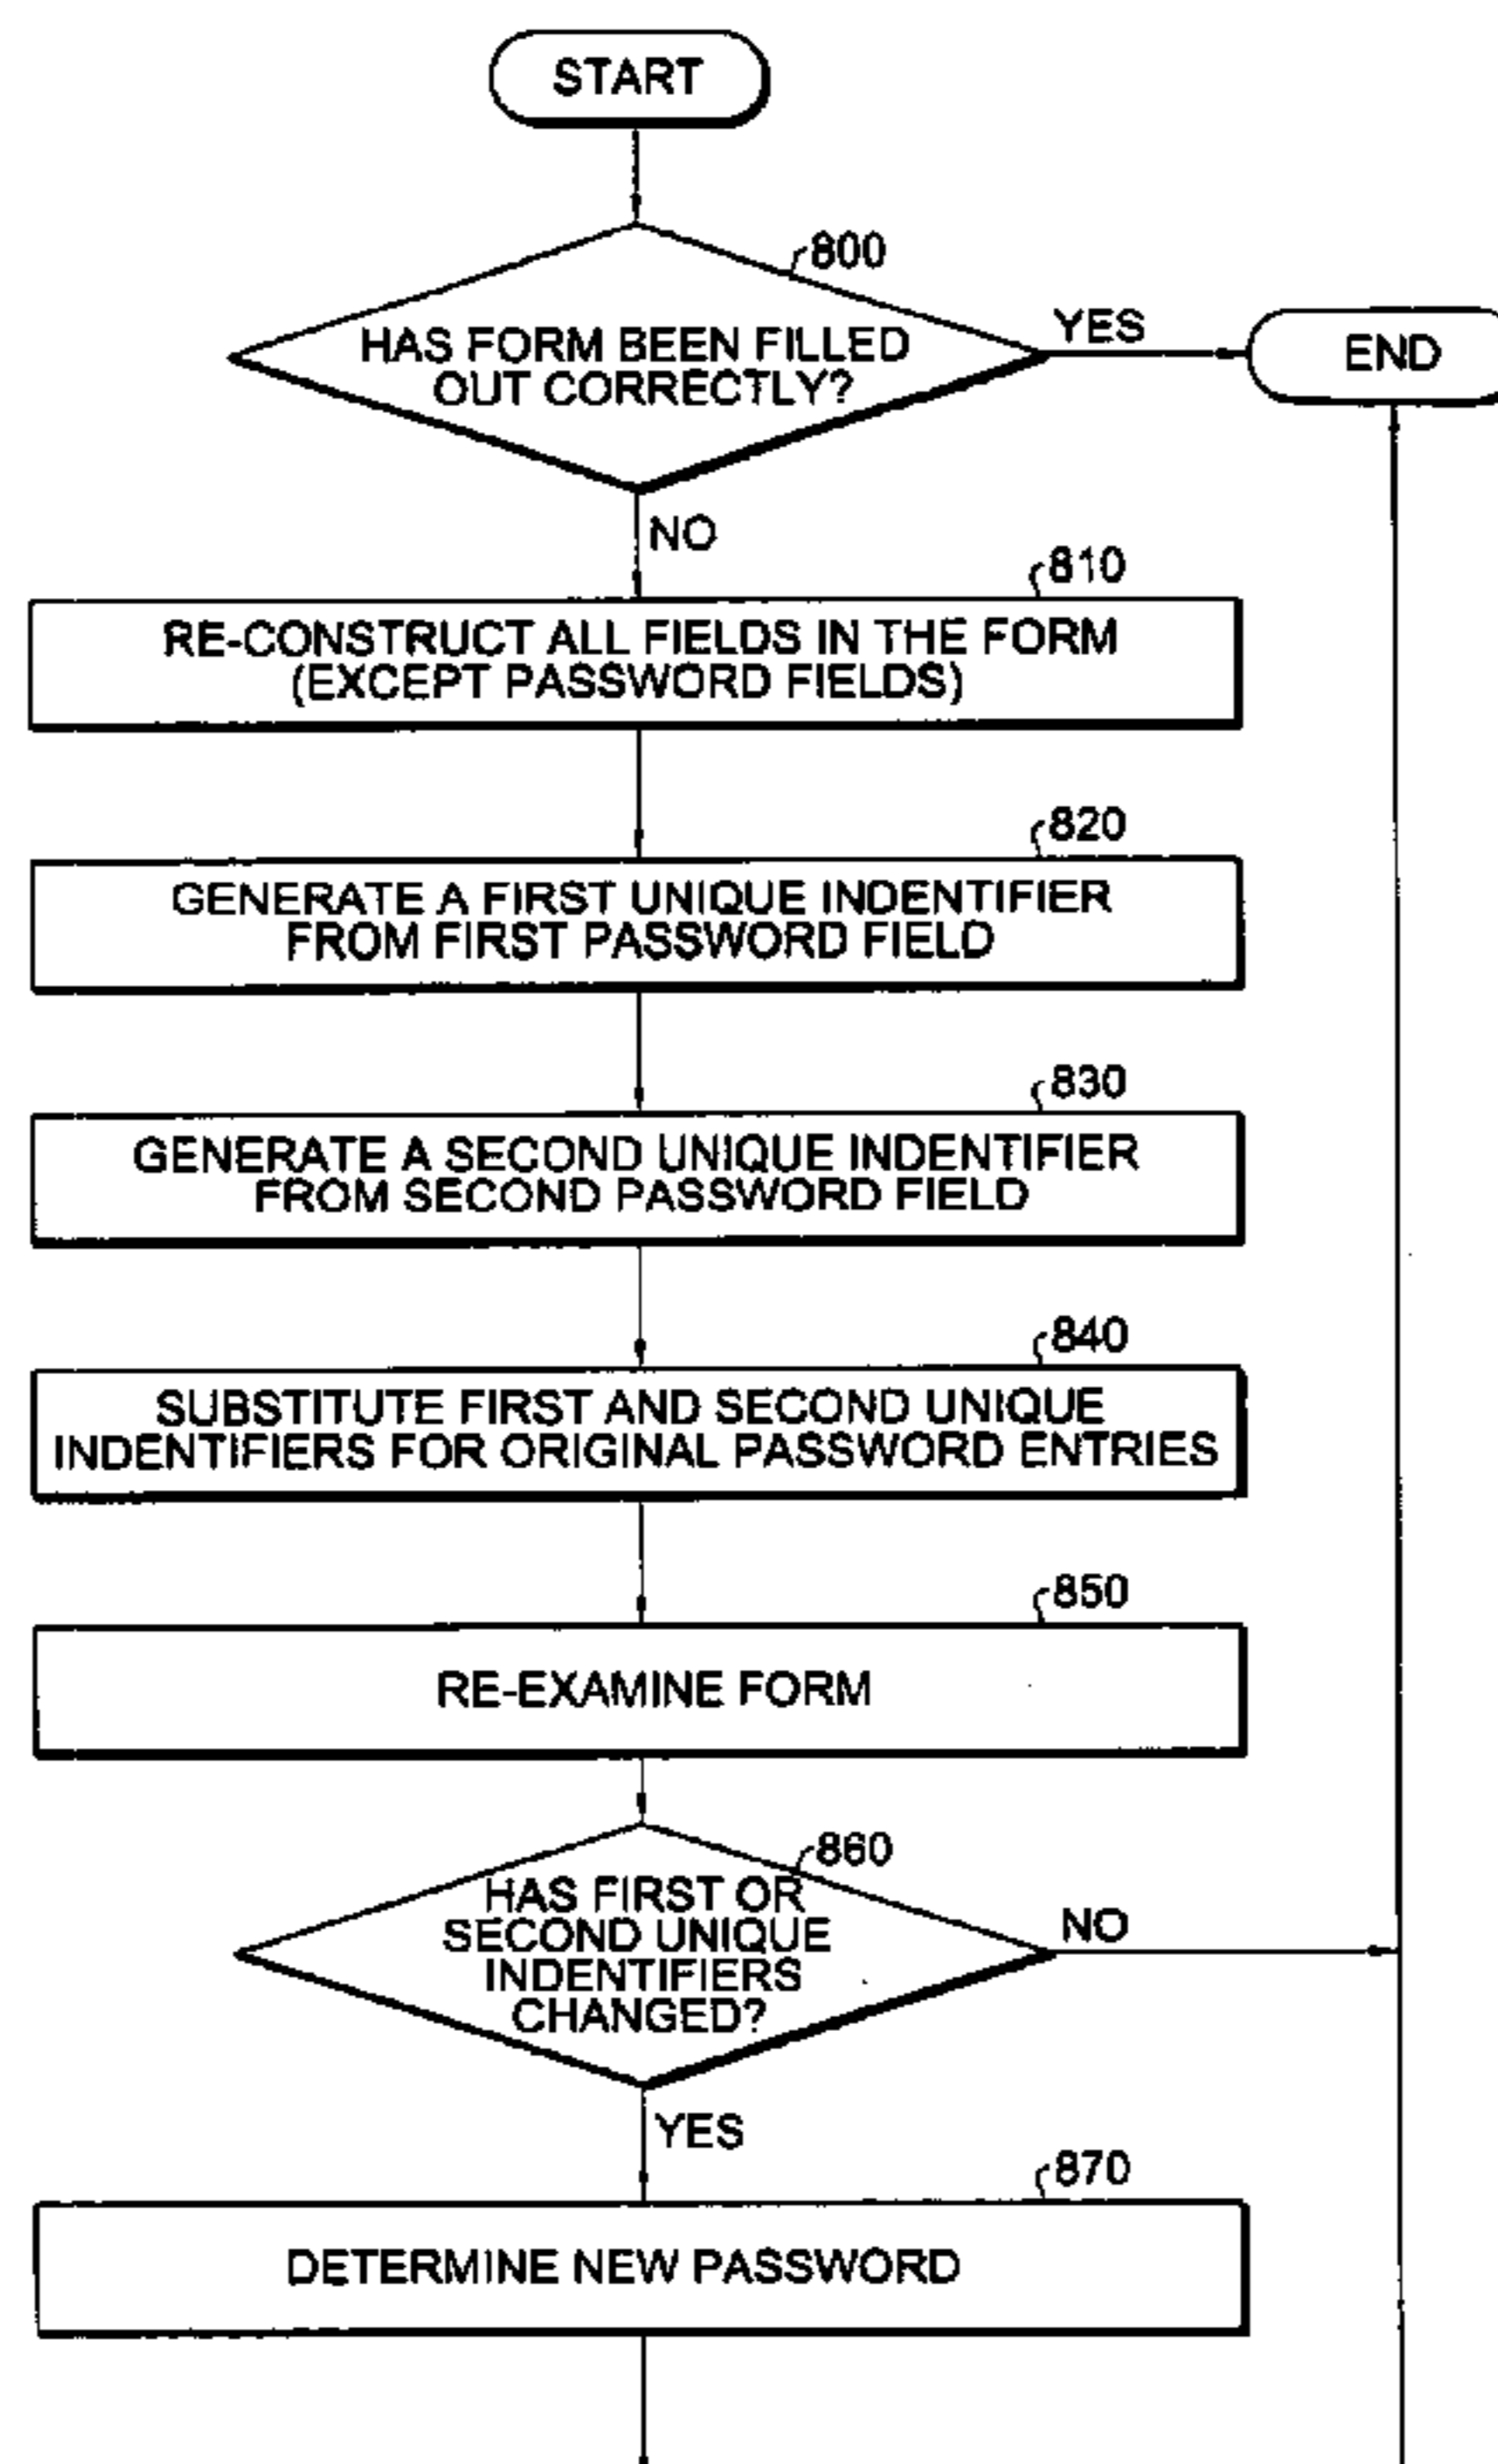 START
800
HAS FORM BEEN FILLED
OUT CORRECTLY?
YES
END
NO
810
RE-CONSTRUCT ALL FIELDS IN THE FORM
(EXCEPT PASSWORD FIELDS)
820
GENERATE A FIRST UNIQUE INDENTIFIER
FROM FIRST PASSWORD FIELD
830
GENERATE A SECOND UNIQUE INDENTIFIER
FROM SECOND PASSWORD FIELD
840
SUBSTITUTE FIRST AND SECOND UNIQUE
INDENTIFIERS FOR ORIGINAL PASSWORD ENTRIES
850
RE-EXAMINE FORM
860
HAS FIRST OR
SECOND UNIQUE
INDENTIFIERS
CHANGED?
NO
YES
870
DETERMINE NEW PASSWORD